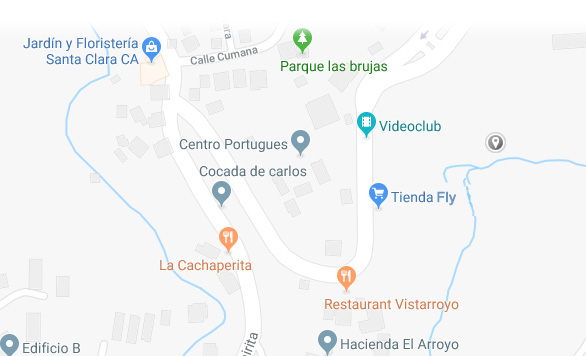 Jardín y Floristería
Santa Clara CA
Calle Cumana
Parque las brujas
Videoclub
Centro Portugues
Cocada de carlos
Tienda Fly
La Cachaperita
Restaurant Vistarroyo
Hacienda El Arroyo
Edificio B